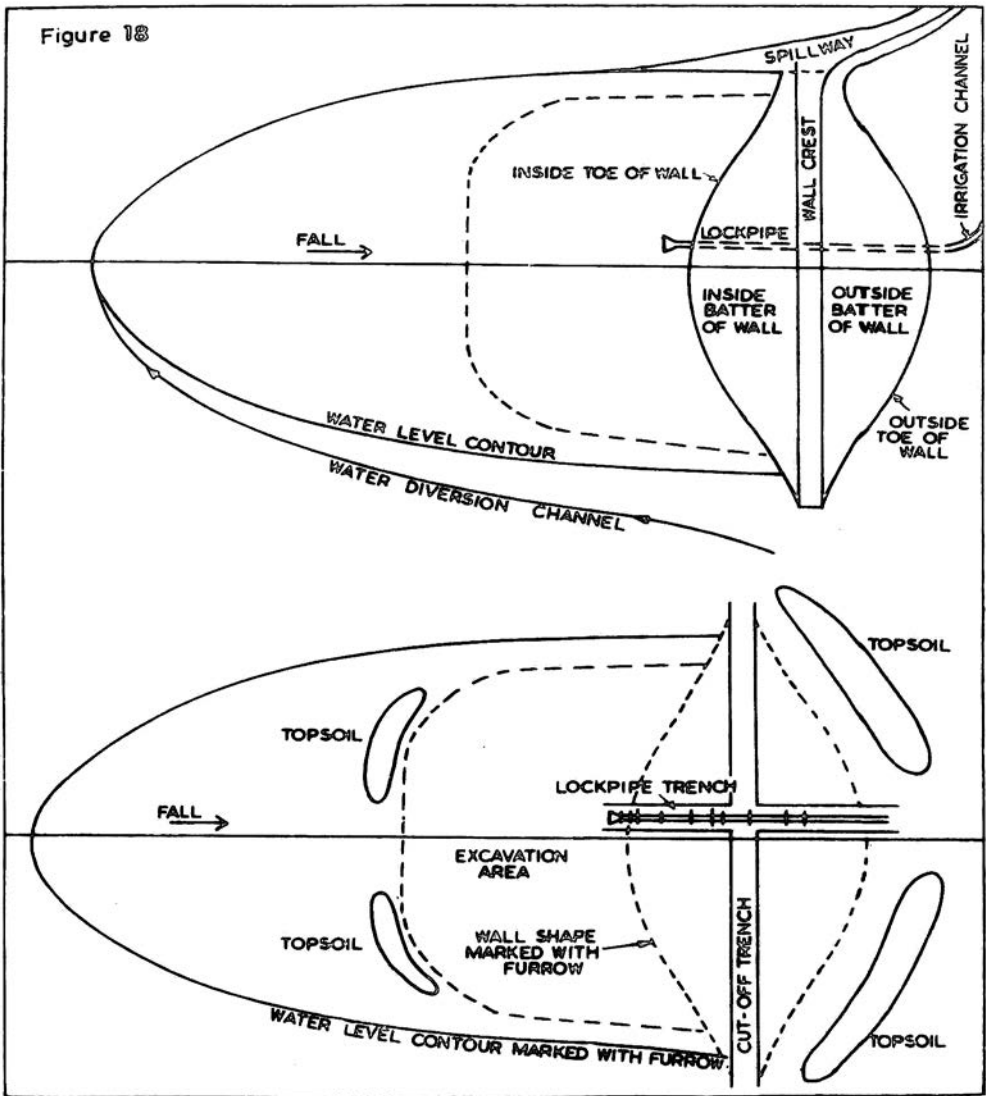 Figure 18
SPILLWAY
IRRIGATION CHANNEL
WALL CREST
INSIDE TOE OF WALL
LOCKPIPE
FALL
INSIDE
BATTER
OF WALL
OUTSIDE
BATTER
OF WALL
OUTSIDE
TOE OF
WALL
WATER LEVEL CONTOUR
WATER DIVERSION CHANNEL
TOPSOIL
TOPSOIL
LOCKPIPE TRENCH
FALL
EXCAVATION
AREA
CUT-OFF TRENCH
TOPSOIL
WALL SHAPE
MARKED WITH
FURROW
WATER LEVEL CONTOUR MARKED WITH FURROW
TOPSOIL